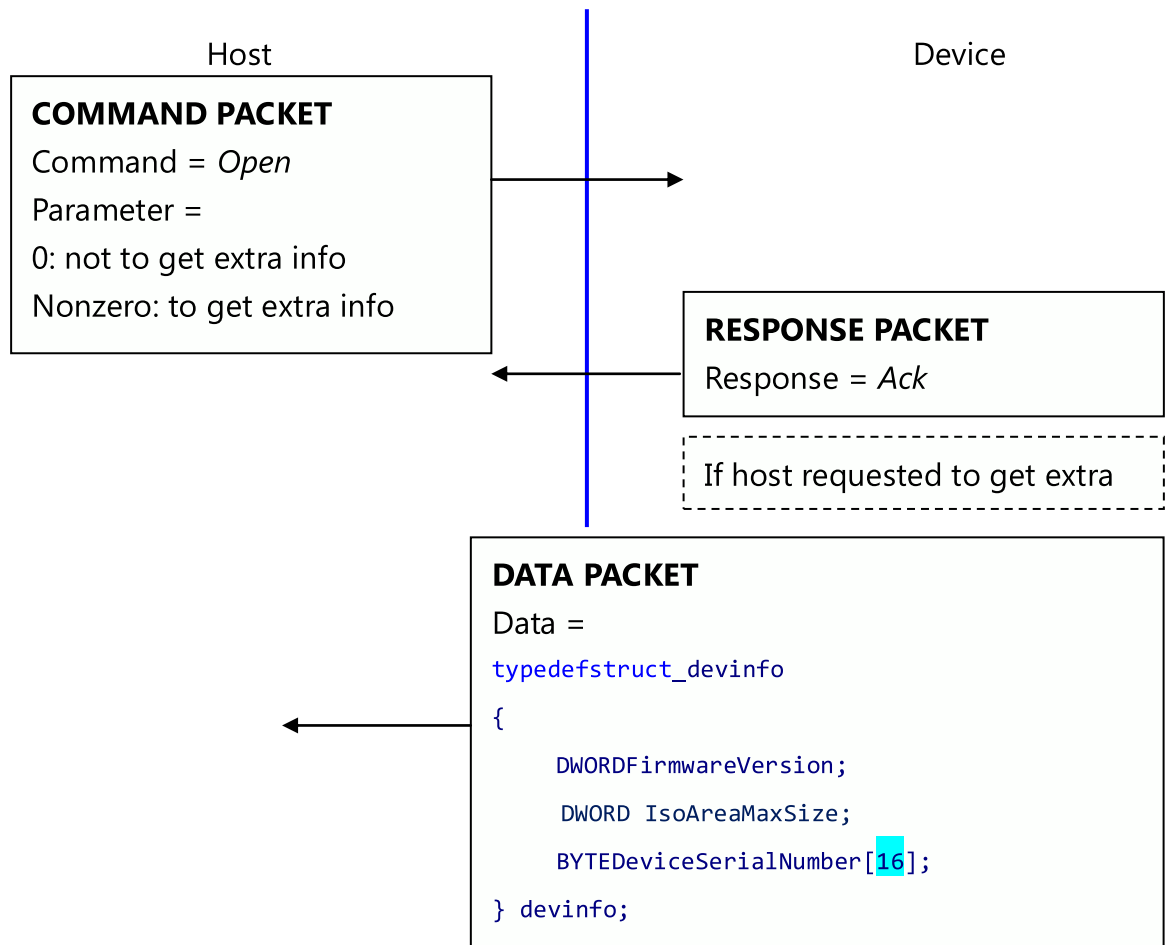 Host
Device
COMMAND PACKET
Command = Open
Parameter =
0: not to get extra info
Nonzero: to get extra info
RESPONSE PACKET
Response = Ack
If host requested to get extra
DATA PACKET
Data =
typedefstruct_devinfo
{
DWORDFirmwareVersion;
DWORD IsoAreaMaxSize;
BYTEDeviceSerialNumber[16];
} devinfo;